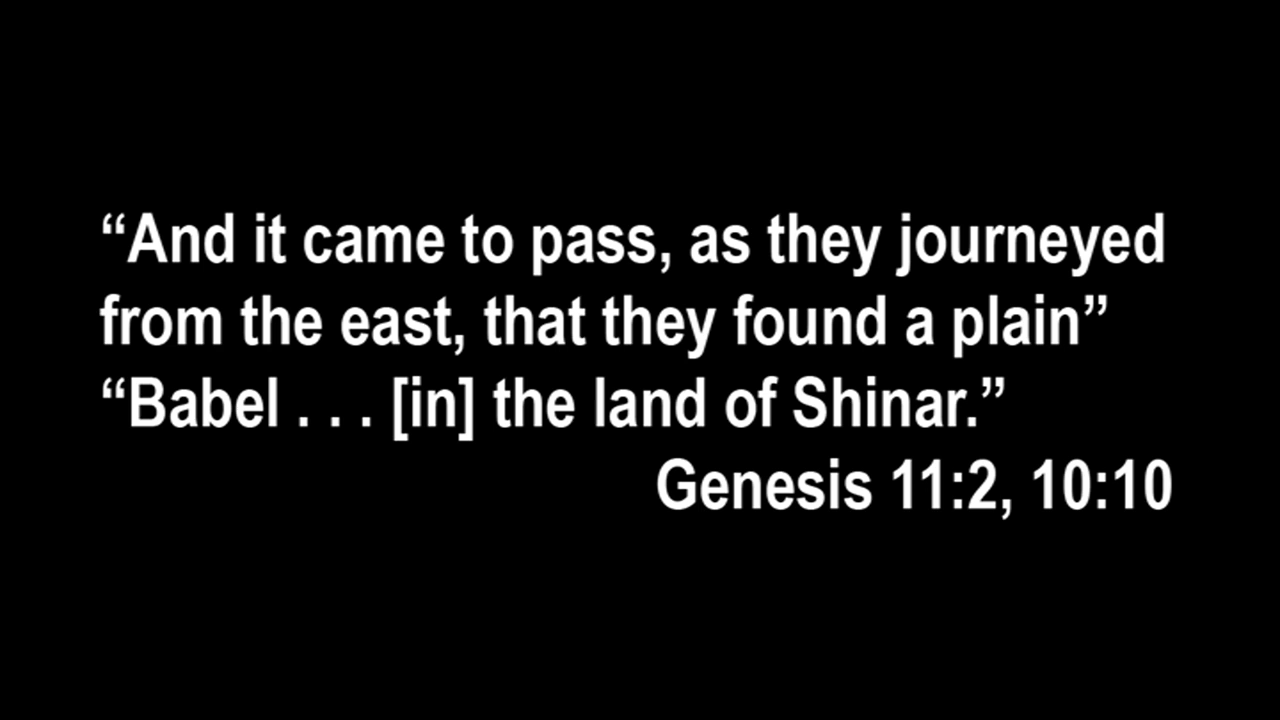 “And it came to pass, as they journeyed
from the east, that they found a plain”
“Babel . . . [in] the land of Shinar.”
Genesis 11:2, 10:10